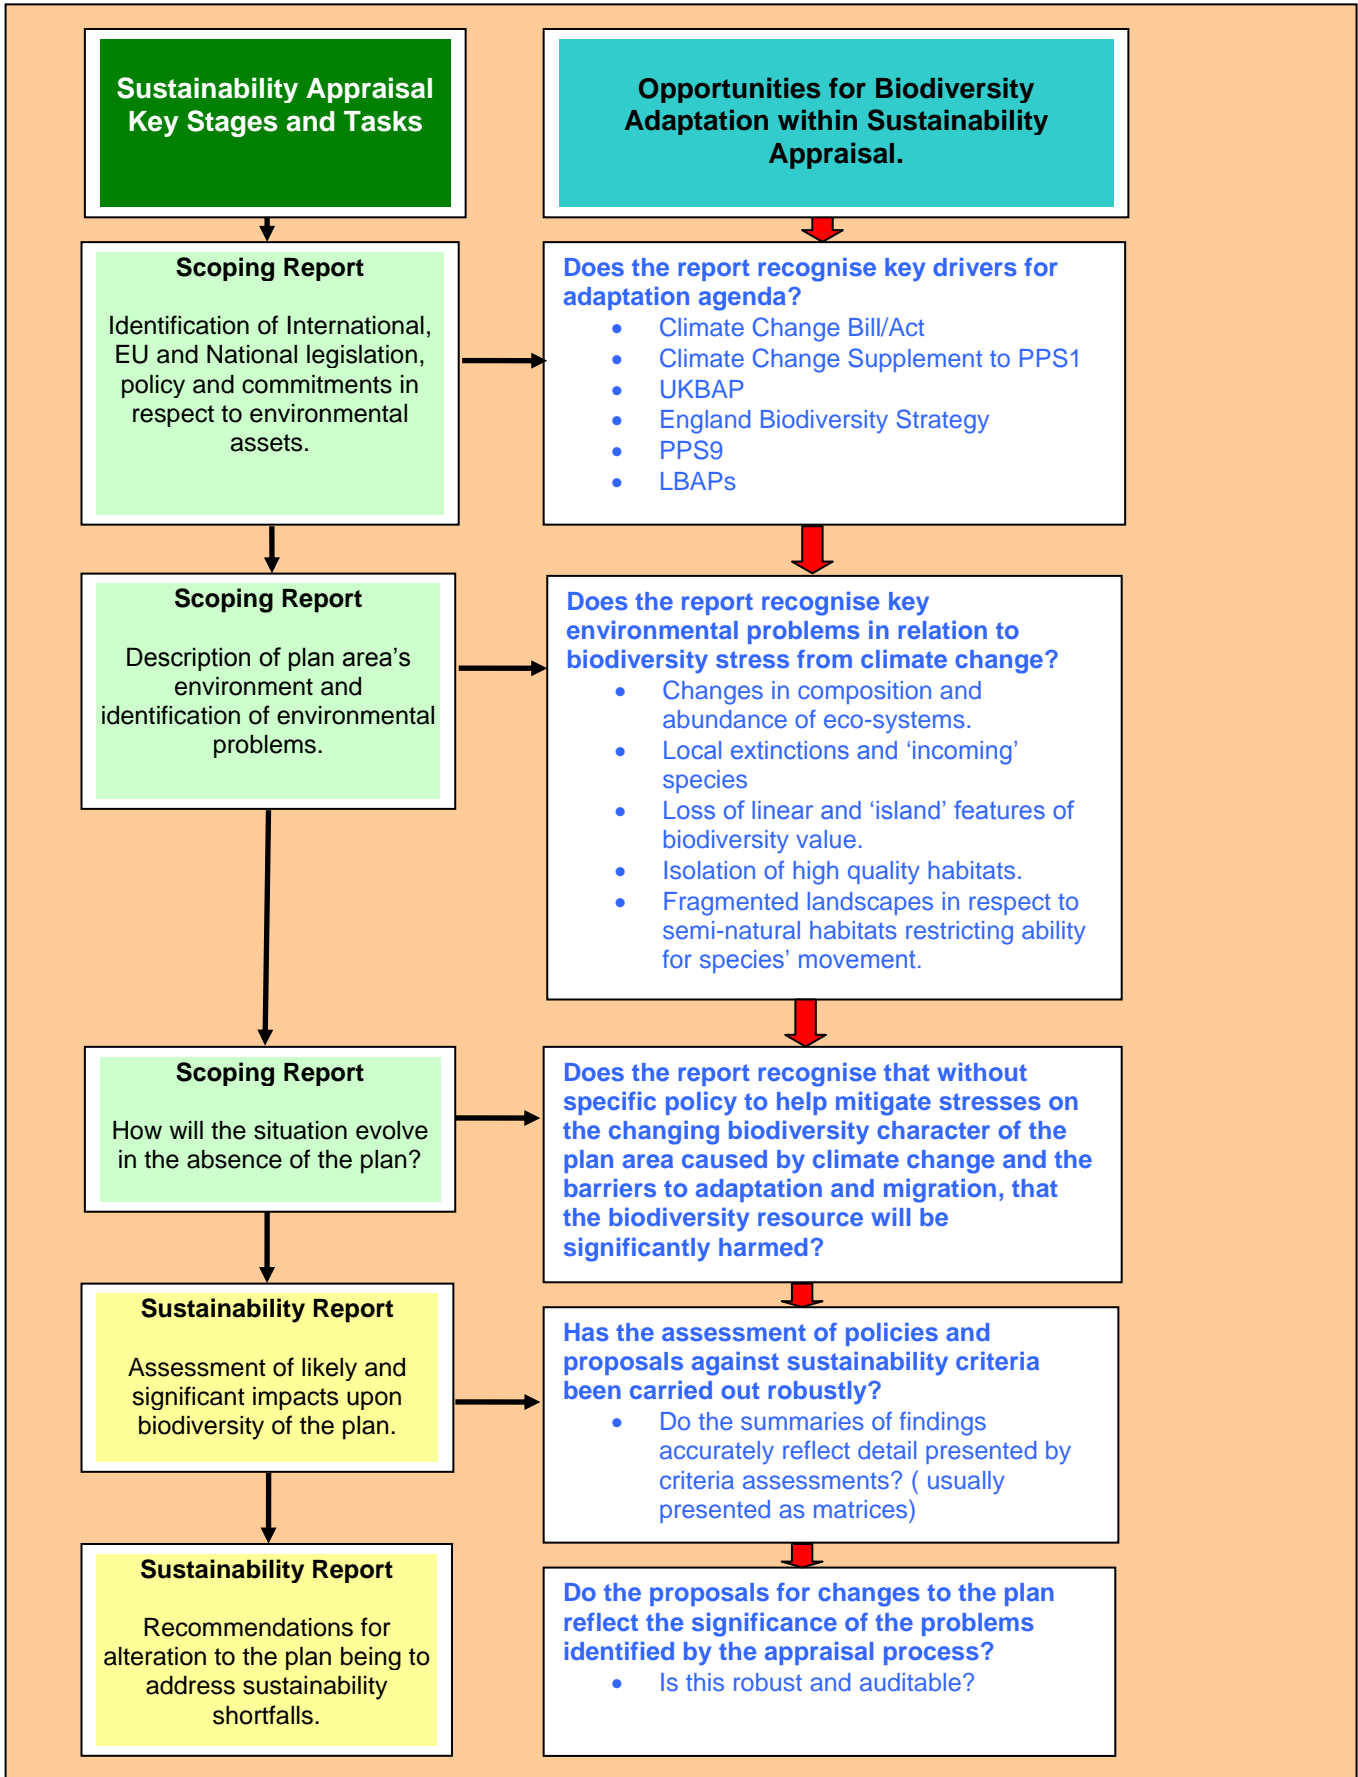 Sustainability Appraisal
Key Stages and Tasks
Opportunities for Biodiversity
Adaptation within Sustainability
Appraisal.
Scoping Report
Identification of International,
EU and National legislation,
policy and commitments in
respect to environmental
assets.
Does the report recognise key drivers for
adaptation agenda?
• Climate Change Bill/Act
• Climate Change Supplement to PPS1
• UKBAP
• England Biodiversity Strategy
• PPS9
• LBAPs
Scoping Report
Description of plan area’s
environment and
identification of environmental
problems.
Does the report recognise key
environmental problems in relation to
biodiversity stress from climate change?
• Changes in composition and
abundance of eco-systems.
• Local extinctions and ‘incoming’
species
• Loss of linear and ‘island’ features of
biodiversity value.
• Isolation of high quality habitats.
• Fragmented landscapes in respect to
semi-natural habitats restricting ability
for species’ movement.
Scoping Report
How will the situation evolve
in the absence of the plan?
Does the report recognise that without
specific policy to help mitigate stresses on
the changing biodiversity character of the
plan area caused by climate change and the
barriers to adaptation and migration, that
the biodiversity resource will be
significantly harmed?
Sustainability Report
Assessment of likely and
significant impacts upon
biodiversity of the plan.
Has the assessment of policies and
proposals against sustainability criteria
been carried out robustly?
• Do the summaries of findings
accurately reflect detail presented by
criteria assessments? ( usually
presented as matrices)
Sustainability Report
Recommendations for
alteration to the plan being to
address sustainability
shortfalls.
Do the proposals for changes to the plan
reflect the significance of the problems
identified by the appraisal process?
• Is this robust and auditable?